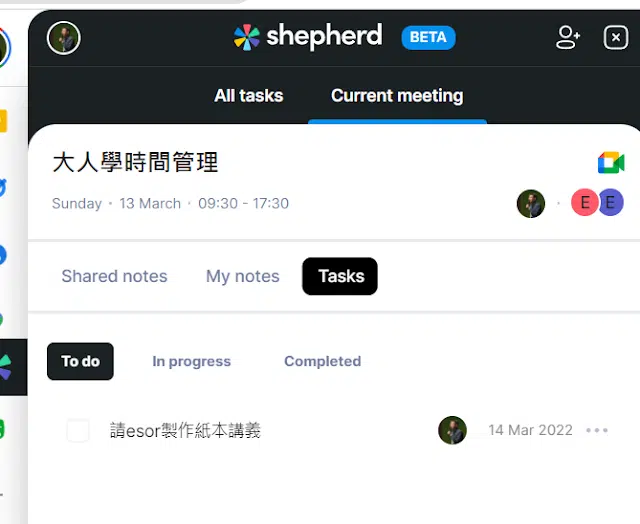 shepherd BETA
All tasks Current meeting
大人學時間管理
Sunday · 13 March · 09:30 - 17:30
E E
Shared notes My notes Tasks
To do In progress Completed
請esor製作紙本講義 14 Mar 2022